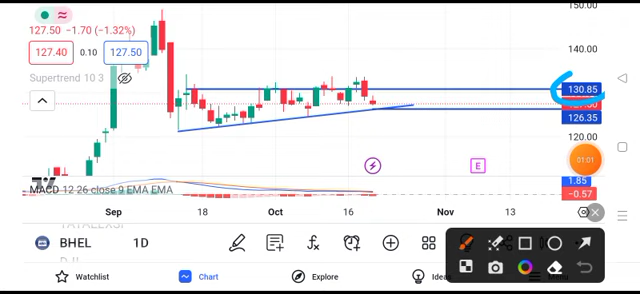 150.00
127.50 −1.70 (−1.32%)
127.40 0.10 127.50
140.00
Supertrend 10 3
130.85
126.35
120.00
E
01:01
MACD 12 26 close 9 EMA EMA
1.85
−0.57
Sep 18 Oct 16 Nov 13
BHEL 1D
Watchlist Chart Explore Ideas Menu